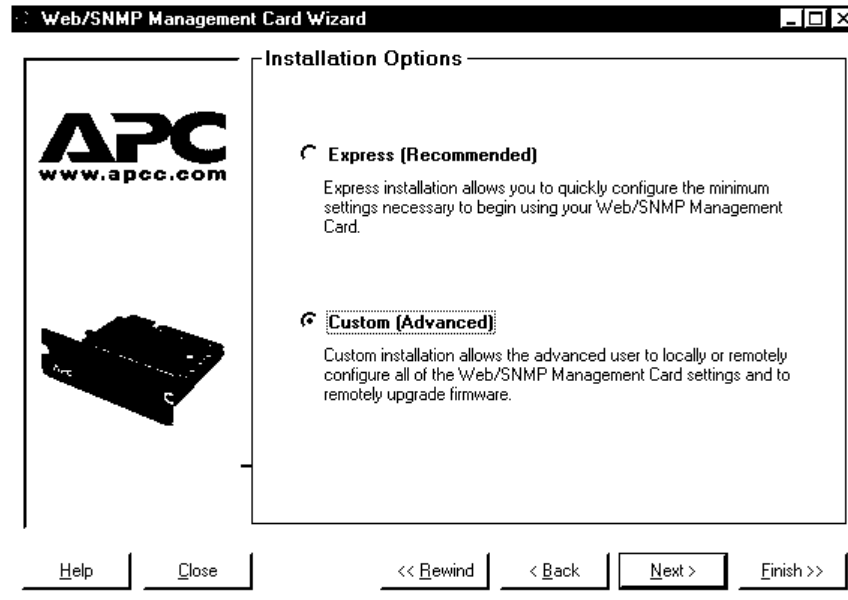 Web/SNMP Management Card Wizard
Installation Options
APC
www.apcc.com
Express (Recommended)
Express installation allows you to quickly configure the minimum
settings necessary to begin using your Web/SNMP Management
Card.
Custom (Advanced)
Custom installation allows the advanced user to locally or remotely
configure all of the Web/SNMP Management Card settings and to
remotely upgrade firmware.
APC
Help Close << Rewind < Back Next > Finish >>